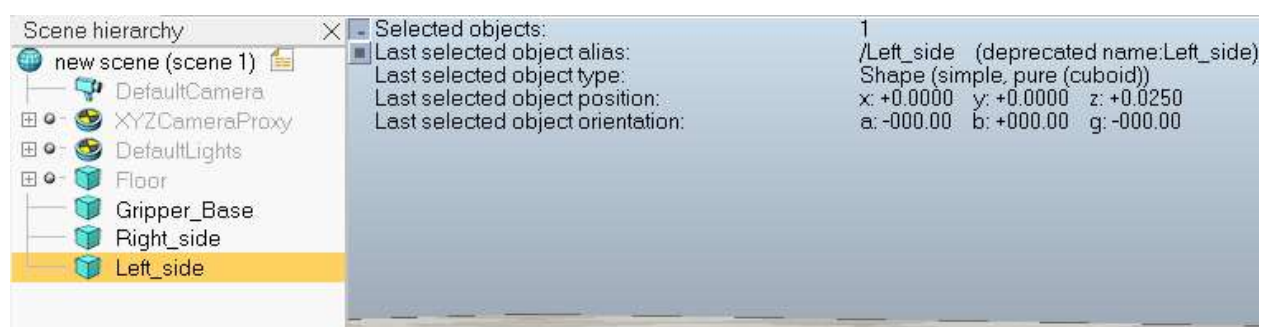 Scene hierarchy
new scene (scene 1)
DefaultCamera
XYZCameraProxy
DefaultLights
Floor
Gripper_Base
Right_side
Left_side
Selected objects: 1
Last selected object alias: /Left_side (deprecated name:Left_side)
Last selected object type: Shape (simple, pure (cuboid))
Last selected object position: x: +0.0000 y: +0.0000 z: +0.0250
Last selected object orientation: a: -000.00 b: +000.00 g: -000.00